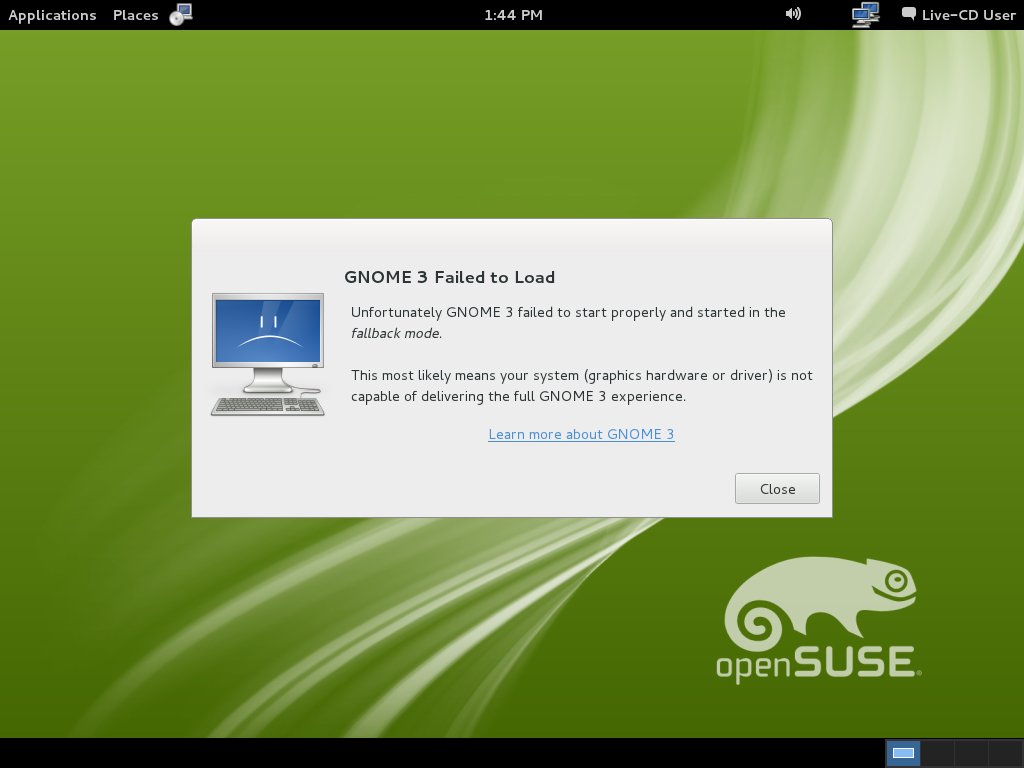 Applications Places 1:44 PM Live-CD User
GNOME 3 Failed to Load
Unfortunately GNOME 3 failed to start properly and started in the
fallback mode.
This most likely means your system (graphics hardware or driver) is not
capable of delivering the full GNOME 3 experience.
Learn more about GNOME 3
Close
openSUSE®